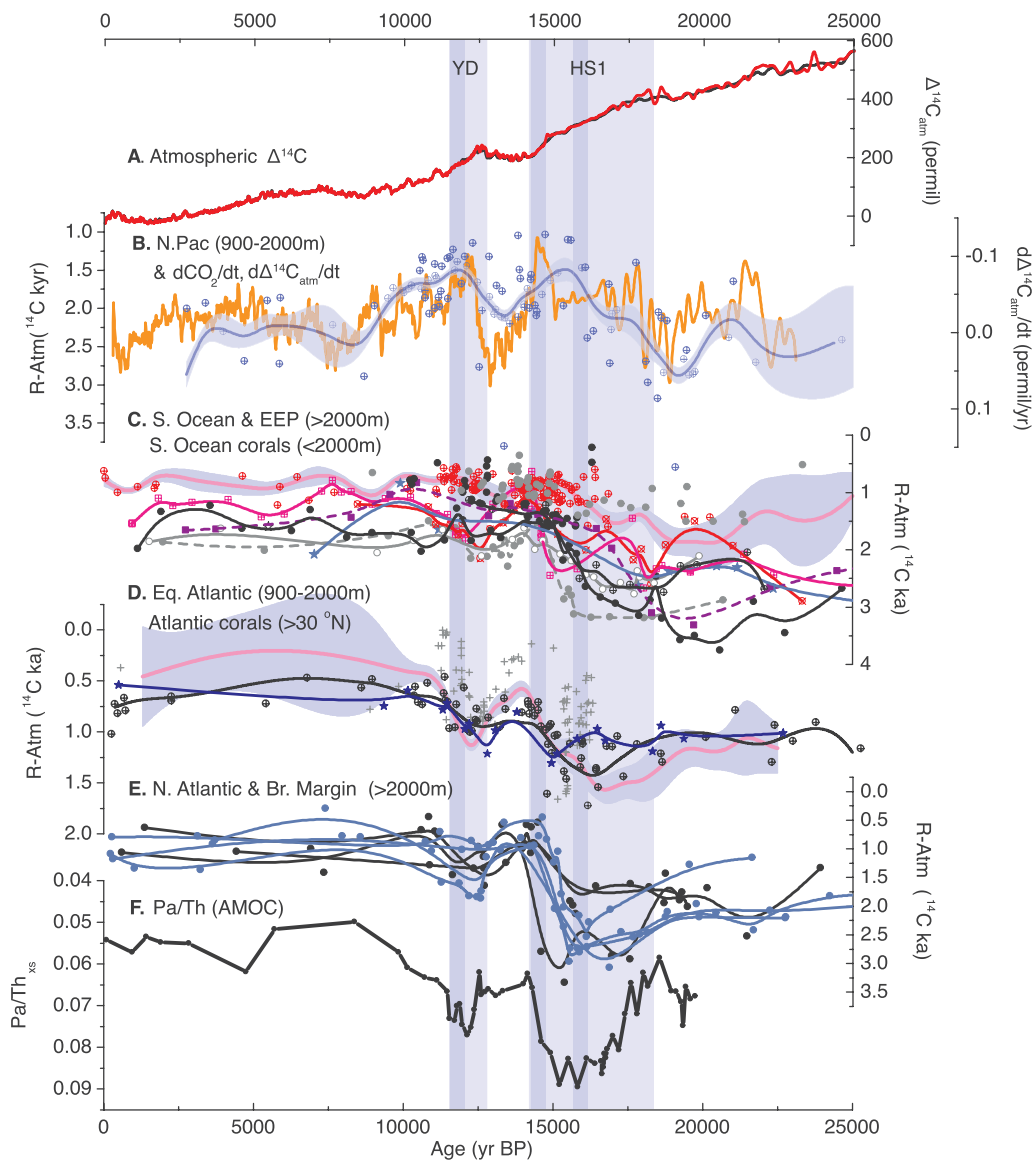 0 5000 10000 15000 20000 25000
YD HS1
600
400
200
0
Δ¹⁴Catm (permil)
A. Atmospheric Δ¹⁴C
B. N.Pac (900-2000m)
& dCO₂/dt, dΔ¹⁴Catm/dt
1.0
1.5
2.0
2.5
3.0
3.5
R-Atm(¹⁴C kyr)
-0.1
0.0
0.1
dΔ¹⁴Catm/dt (permil/yr)
C. S. Ocean & EEP (>2000m)
S. Ocean corals (<2000m)
0
1
2
3
4
R-Atm (¹⁴C ka)
D. Eq. Atlantic (900-2000m)
Atlantic corals (>30 °N)
0.0
0.5
1.0
1.5
2.0
R-Atm (¹⁴C ka)
E. N. Atlantic & Br. Margin (>2000m)
0.0
0.5
1.0
1.5
2.0
2.5
3.0
3.5
R-Atm (¹⁴C ka)
F. Pa/Th (AMOC)
0.04
0.05
0.06
0.07
0.08
0.09
Pa/Thxs
0 5000 10000 15000 20000 25000
Age (yr BP)